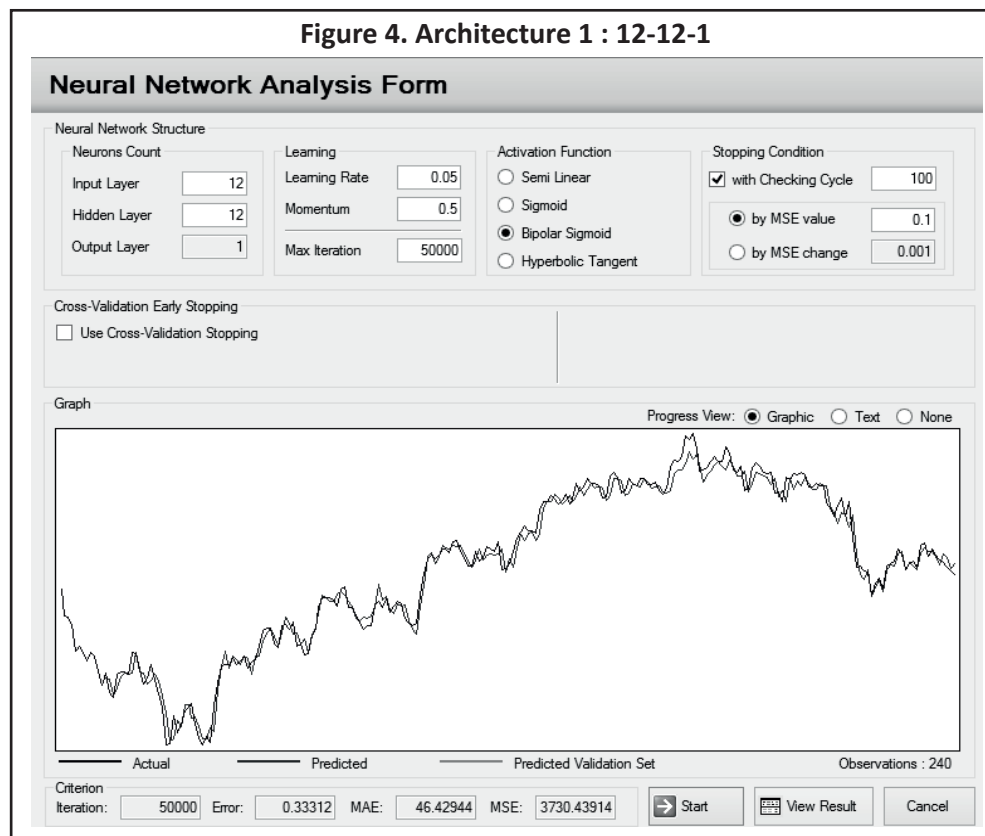 Figure 4. Architecture 1 : 12-12-1
Neural Network Analysis Form
Neural Network Structure
Neurons Count
Input Layer 12
Hidden Layer 12
Output Layer 1
Learning
Learning Rate 0.05
Momentum 0.5
Max Iteration 50000
Activation Function
Semi Linear
Sigmoid
Bipolar Sigmoid
Hyperbolic Tangent
Stopping Condition
with Checking Cycle 100
by MSE value 0.1
by MSE change 0.001
Cross-Validation Early Stopping
Use Cross-Validation Stopping
Graph
Progress View: Graphic Text None
Actual Predicted Predicted Validation Set Observations : 240
Criterion
Iteration: 50000 Error: 0.33312 MAE: 46.42944 MSE: 3730.43914 Start View Result Cancel